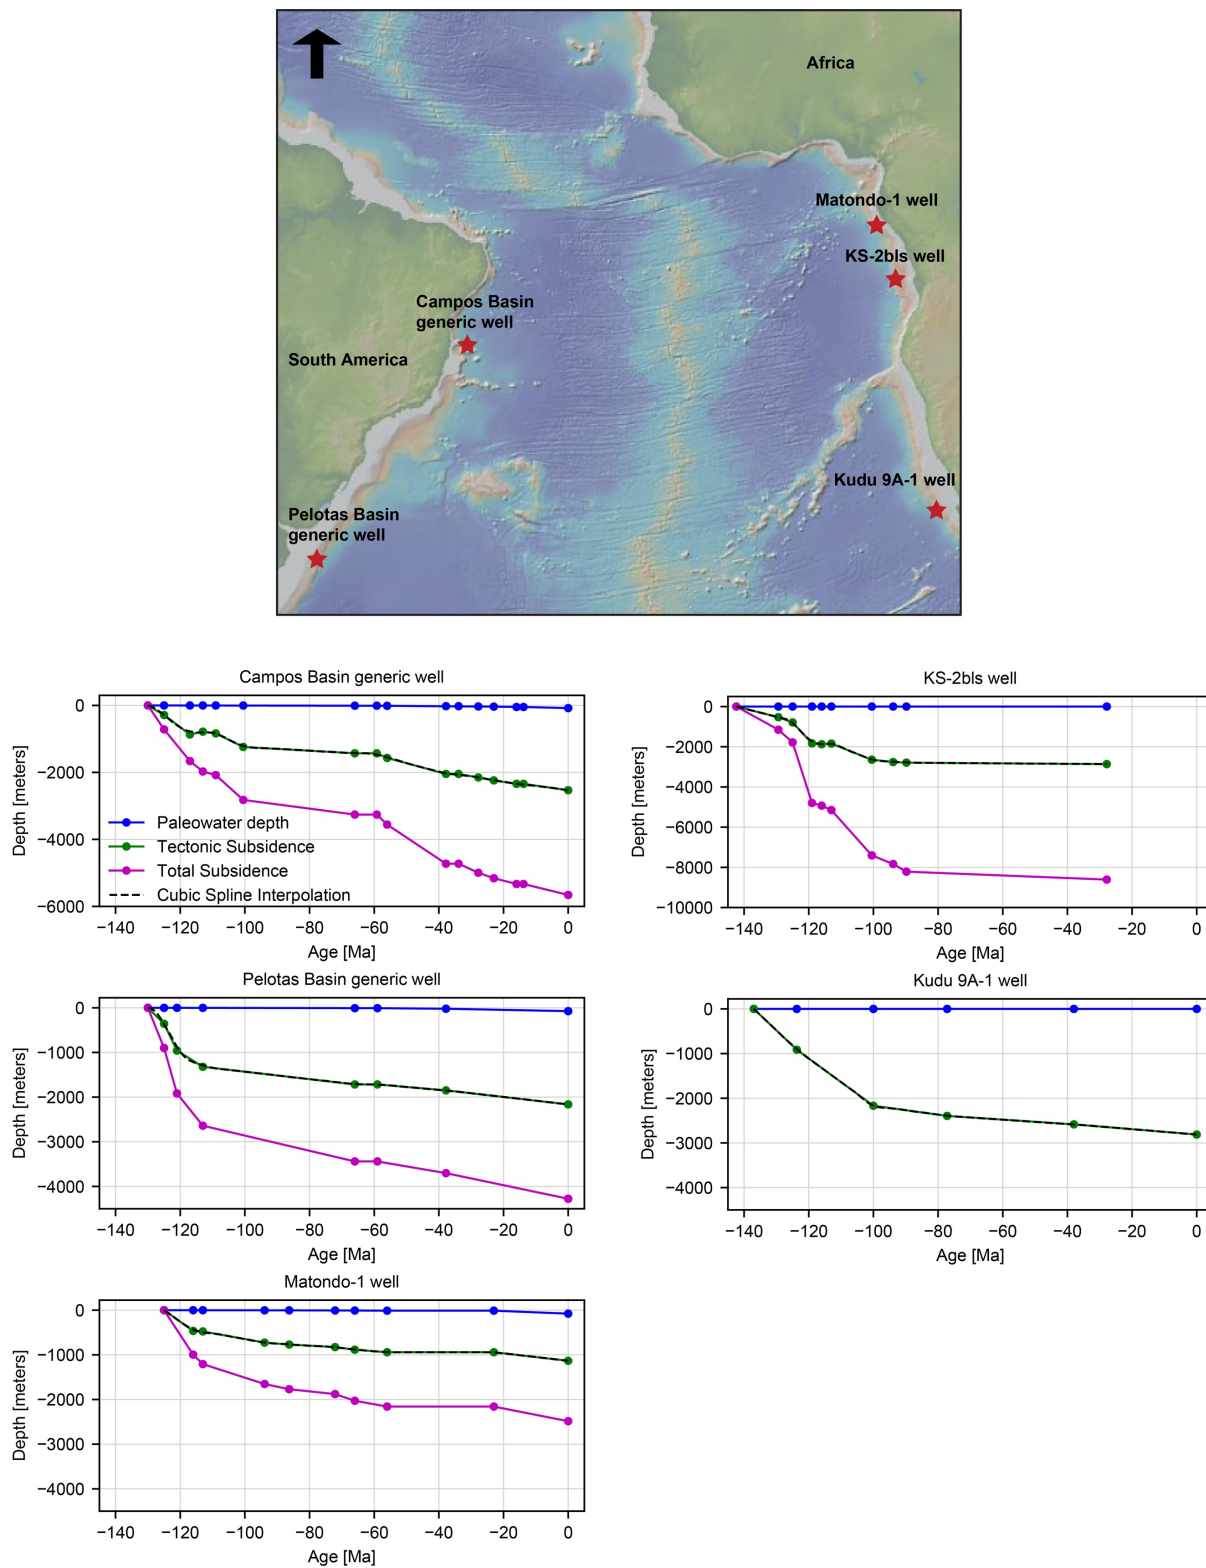 Africa
Matondo-1 well
KS-2bls well
Campos Basin
generic well
South America
Kudu 9A-1 well
Pelotas Basin
generic well
Campos Basin generic well
0
−2000
−4000
−6000
Depth [meters]
Paleowater depth
Tectonic Subsidence
Total Subsidence
Cubic Spline Interpolation
−140 −120 −100 −80 −60 −40 −20 0
Age [Ma]
KS-2bls well
0
−2000
−4000
−6000
−8000
−10000
Depth [meters]
−140 −120 −100 −80 −60 −40 −20 0
Age [Ma]
Pelotas Basin generic well
0
−1000
−2000
−3000
−4000
Depth [meters]
−140 −120 −100 −80 −60 −40 −20 0
Age [Ma]
Kudu 9A-1 well
0
−1000
−2000
−3000
−4000
Depth [meters]
−140 −120 −100 −80 −60 −40 −20 0
Age [Ma]
Matondo-1 well
0
−1000
−2000
−3000
−4000
Depth [meters]
−140 −120 −100 −80 −60 −40 −20 0
Age [Ma]